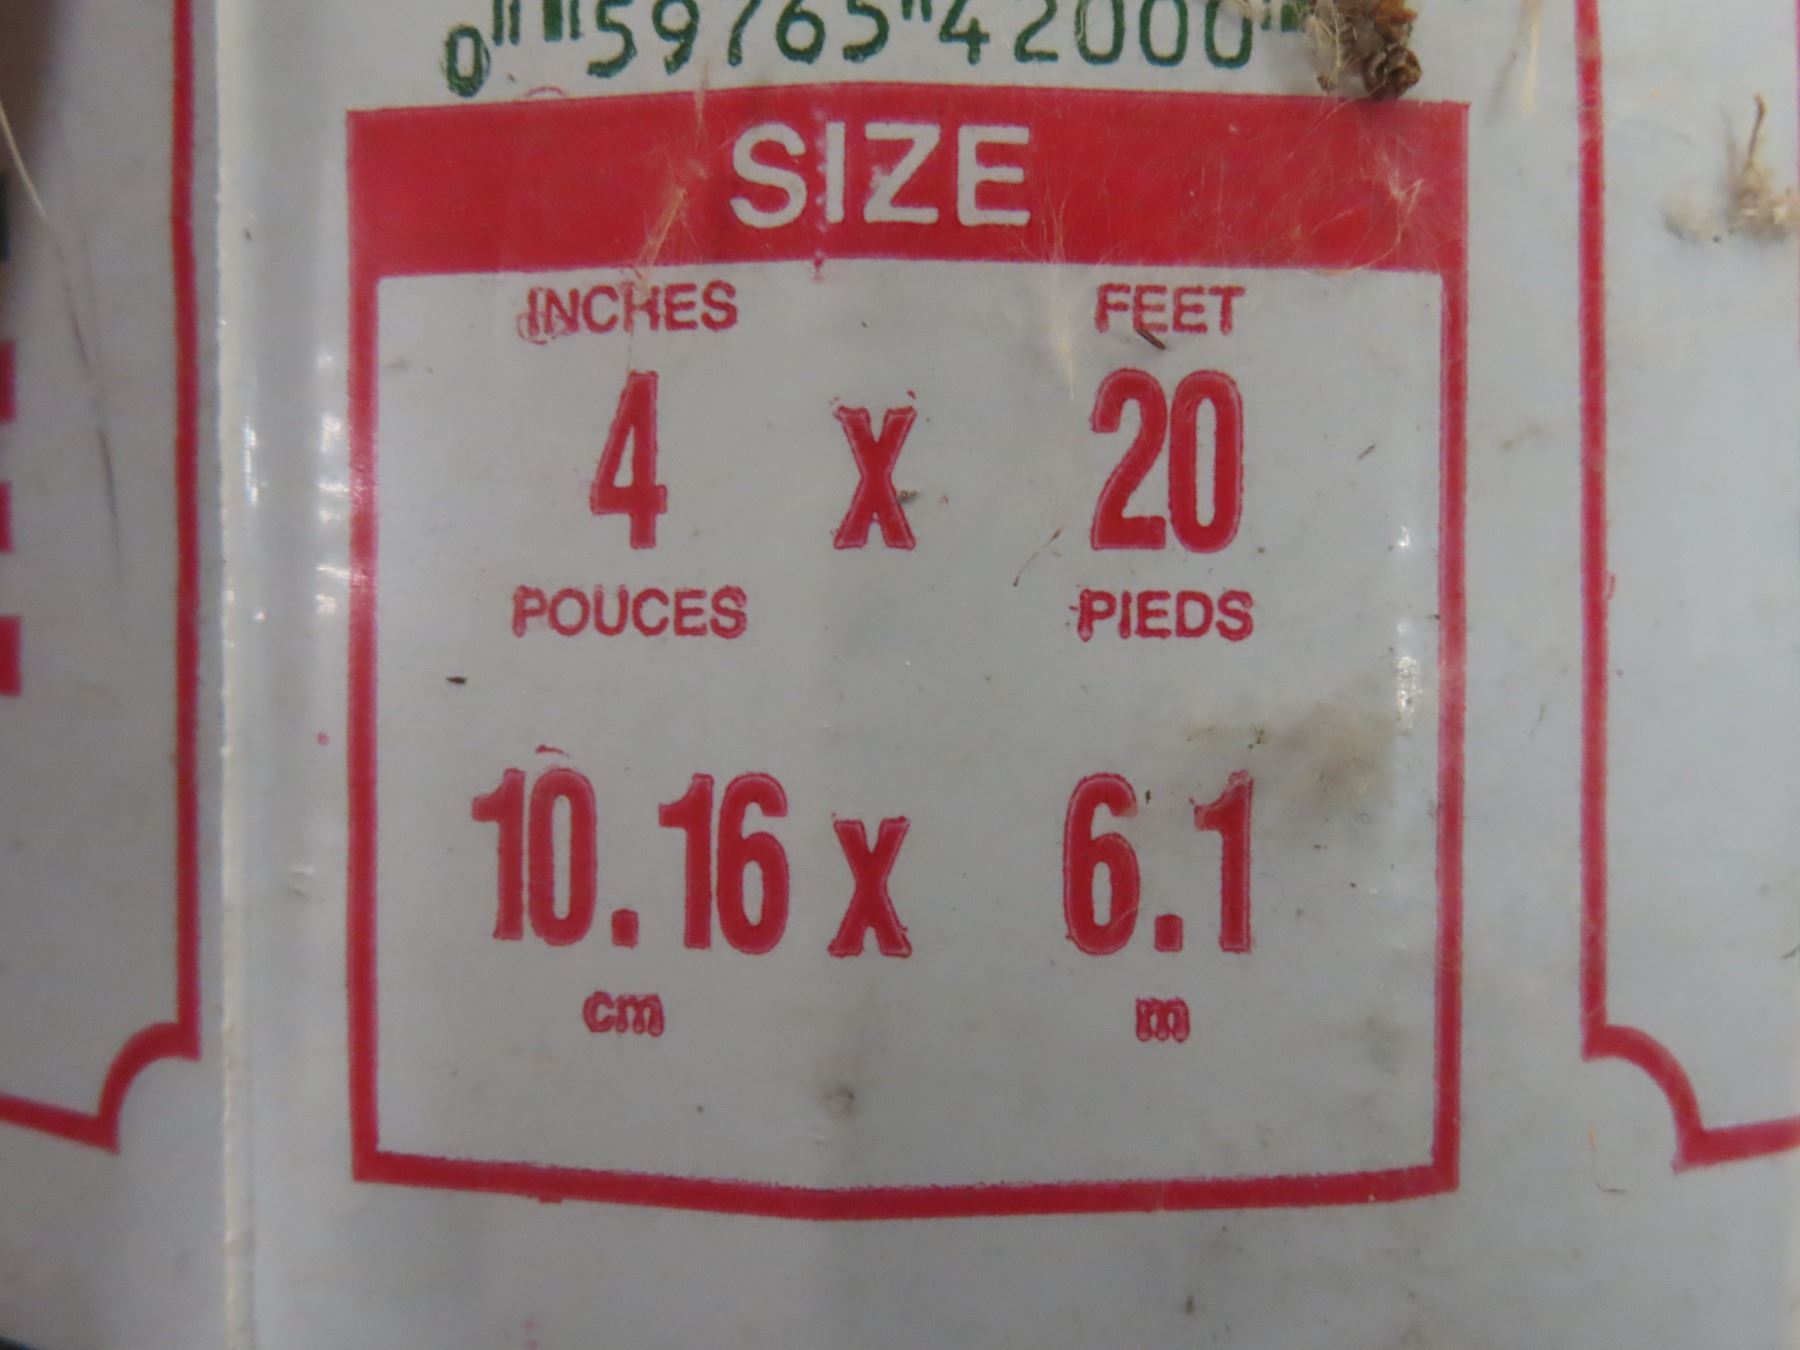 0 59765 42000
SIZE
INCHES FEET
4 X 20
POUCES PIEDS
10.16 X 6.1
cm m